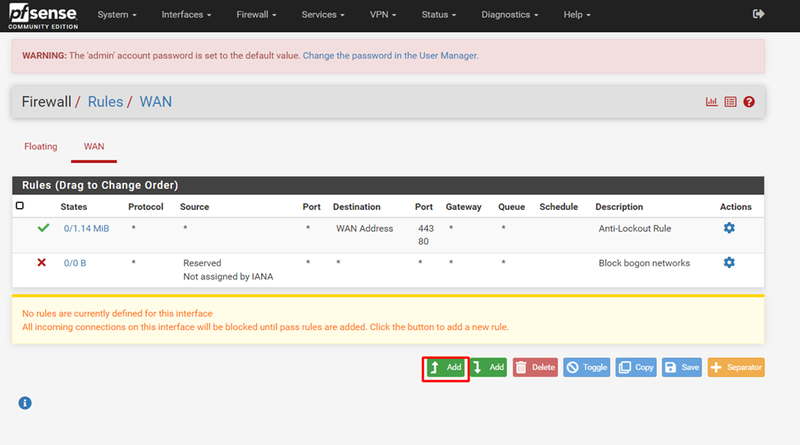 pfsense
COMMUNITY EDITION
System Interfaces Firewall Services VPN Status Diagnostics Help
WARNING: The 'admin' account password is set to the default value. Change the password in the User Manager.
Firewall / Rules / WAN
Floating WAN
Rules (Drag to Change Order)
States Protocol Source Port Destination Port Gateway Queue Schedule Description Actions
0/1.14 MiB * * * WAN Address 443 * * Anti-Lockout Rule
80
0/0 B * Reserved * * * * * Block bogon networks
Not assigned by IANA
No rules are currently defined for this interface
All incoming connections on this interface will be blocked until pass rules are added. Click the button to add a new rule.
Add Add Delete Toggle Copy Save Separator